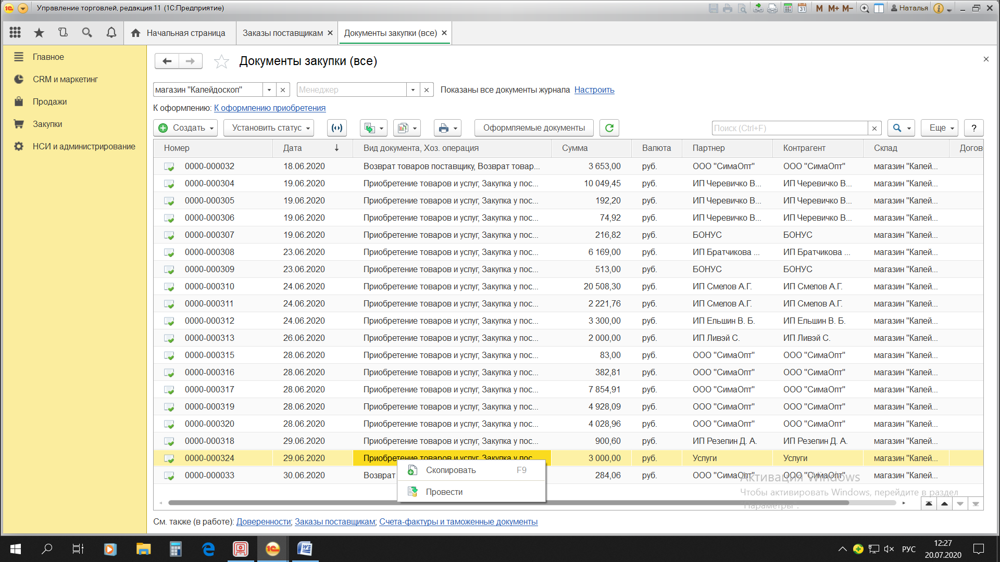 Управление торговлей, редакция 11 (1С:Предприятие)
31 M M+ M- Наталья
Начальная страница Заказы поставщикам Документы закупки (все)
Главное
CRM и маркетинг
Продажи
Закупки
НСИ и администрирование
Документы закупки (все)
магазин "Калейдоскоп" Менеджер Показаны все документы журнала Настроить
К оформлению: К оформлению приобретения
Создать Установить статус Оформляемые документы Поиск (Ctrl+F) Еще ?
Номер Дата Вид документа, Хоз. операция Сумма Валюта Партнер Контрагент Склад Догов
0000-000032 18.06.2020 Возврат товаров поставщику, Возврат товар... 3 653,00 руб. ООО "СимаОпт" ООО "СимаОпт" магазин "Калей...
0000-000304 19.06.2020 Приобретение товаров и услуг, Закупка у пос... 10 049,45 руб. ИП Черевичко В... ИП Черевичко В... магазин "Калей...
0000-000305 19.06.2020 Приобретение товаров и услуг, Закупка у пос... 192,20 руб. ИП Черевичко В... ИП Черевичко В... магазин "Калей...
0000-000306 19.06.2020 Приобретение товаров и услуг, Закупка у пос... 74,92 руб. ИП Черевичко В... ИП Черевичко В... магазин "Калей...
0000-000307 19.06.2020 Приобретение товаров и услуг, Закупка у пос... 216,82 руб. БОНУС БОНУС магазин "Калей...
0000-000308 23.06.2020 Приобретение товаров и услуг, Закупка у пос... 6 169,00 руб. ИП Братчикова ... ИП Братчикова ... магазин "Калей...
0000-000309 23.06.2020 Приобретение товаров и услуг, Закупка у пос... 513,00 руб. БОНУС БОНУС магазин "Калей...
0000-000310 24.06.2020 Приобретение товаров и услуг, Закупка у пос... 20 508,30 руб. ИП Смелов А.Г. ИП Смелов А.Г. магазин "Калей...
0000-000311 24.06.2020 Приобретение товаров и услуг, Закупка у пос... 2 221,76 руб. ИП Смелов А.Г. ИП Смелов А.Г. магазин "Калей...
0000-000312 24.06.2020 Приобретение товаров и услуг, Закупка у пос... 3 300,00 руб. ИП Ельшин В. Б. ИП Ельшин В. Б. магазин "Калей...
0000-000313 26.06.2020 Приобретение товаров и услуг, Закупка у пос... 2 000,00 руб. ИП Ливэй С. ИП Ливэй С. магазин "Калей...
0000-000315 28.06.2020 Приобретение товаров и услуг, Закупка у пос... 83,00 руб. ООО "СимаОпт" ООО "СимаОпт" магазин "Калей...
0000-000316 28.06.2020 Приобретение товаров и услуг, Закупка у пос... 382,81 руб. ООО "СимаОпт" ООО "СимаОпт" магазин "Калей...
0000-000317 28.06.2020 Приобретение товаров и услуг, Закупка у пос... 7 854,91 руб. ООО "СимаОпт" ООО "СимаОпт" магазин "Калей...
0000-000319 28.06.2020 Приобретение товаров и услуг, Закупка у пос... 4 928,09 руб. ООО "СимаОпт" ООО "СимаОпт" магазин "Калей...
0000-000320 28.06.2020 Приобретение товаров и услуг, Закупка у пос... 4 028,96 руб. ООО "СимаОпт" ООО "СимаОпт" магазин "Калей...
0000-000318 29.06.2020 Приобретение товаров и услуг, Закупка у пос... 900,60 руб. ИП Резепин Д. А. ИП Резепин Д. А. магазин "Калей...
0000-000324 29.06.2020 Приобретение товаров и услуг, Закупка у пос... 3 000,00 руб. Услуги Услуги магазин "Калей...
0000-000033 30.06.2020 Возврат 284,06 руб. ООО "СимаОпт" ООО "СимаОпт" магазин "Калей...
Скопировать F9
Провести
Активация Windows
Чтобы активировать Windows, перейдите в раздел
"Параметры".
См. также (в работе): Доверенности; Заказы поставщикам; Счета-фактуры и таможенные документы
РУС 12:27
20.07.2020